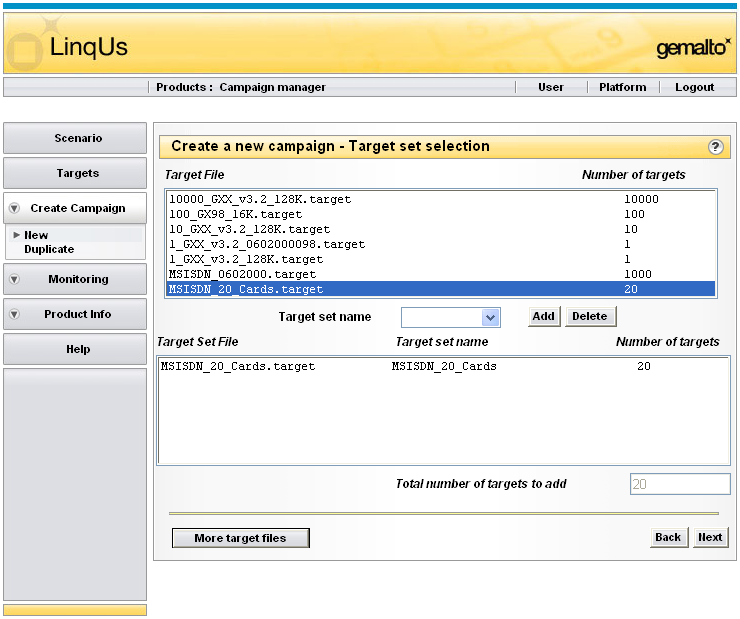 LinqUs
gemalto
Products : Campaign manager
User
Platform
Logout
Scenario
Targets
Create Campaign
New
Duplicate
Monitoring
Product Info
Help
Create a new campaign - Target set selection
?
Target File Number of targets
10000_GXX_v3.2_128K.target 10000
100_GX98_16K.target 100
10_GXX_v3.2_128K.target 10
1_GXX_v3.2_0602000098.target 1
1_GXX_v3.2_128K.target 1
MSISDN_0602000.target 1000
MSISDN_20_Cards.target 20
Target set name
Add
Delete
Target Set File Target set name Number of targets
MSISDN_20_Cards.target MSISDN_20_Cards 20
Total number of targets to add 20
More target files
Back
Next